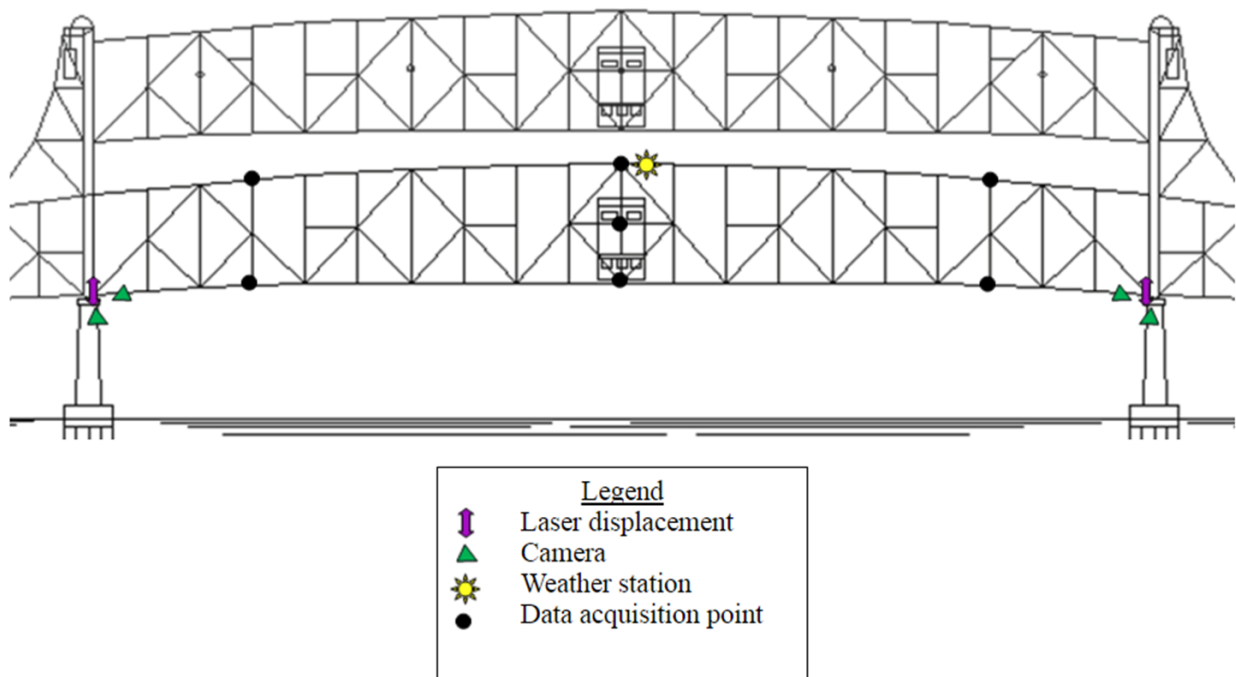 Legend
Laser displacement
Camera
Weather station
Data acquisition point